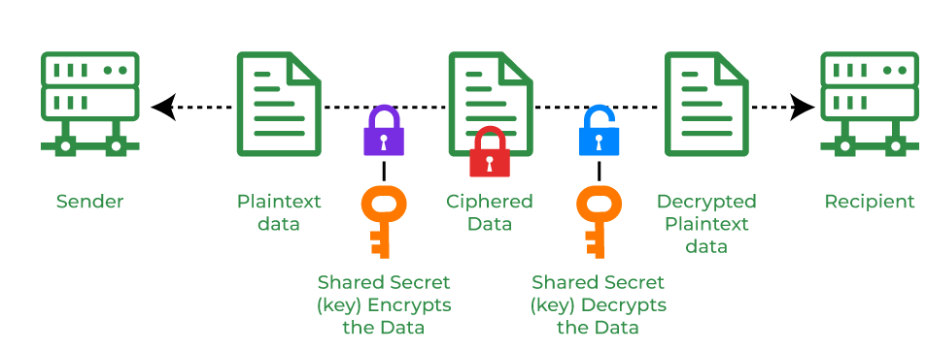 Sender
Plaintext
data
Ciphered
Data
Decrypted
Plaintext
data
Recipient
Shared Secret
(key) Encrypts
the Data
Shared Secret
(key) Decrypts
the Data